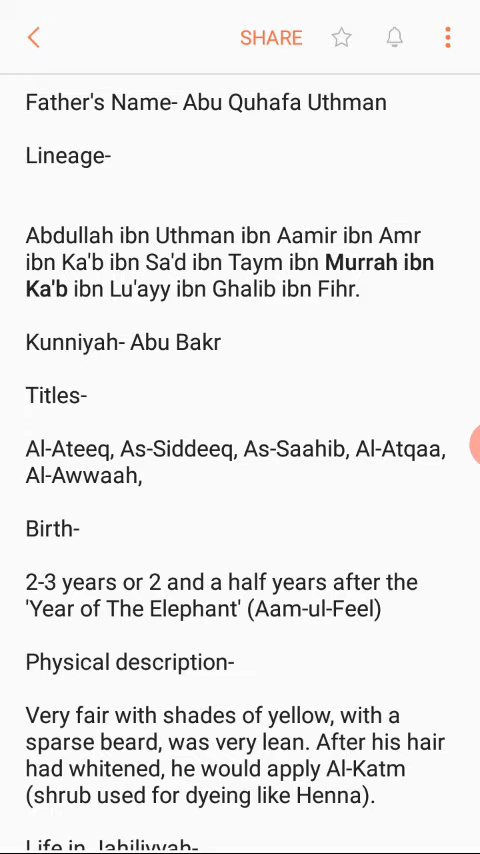 SHARE
Father's Name- Abu Quhafa Uthman
Lineage-
Abdullah ibn Uthman ibn Aamir ibn Amr
ibn Ka'b ibn Sa'd ibn Taym ibn Murrah ibn
Ka'b ibn Lu'ayy ibn Ghalib ibn Fihr.
Kunniyah- Abu Bakr
Titles-
Al-Ateeq, As-Siddeeq, As-Saahib, Al-Atqaa,
Al-Awwaah,
Birth-
2-3 years or 2 and a half years after the
'Year of The Elephant' (Aam-ul-Feel)
Physical description-
Very fair with shades of yellow, with a
sparse beard, was very lean. After his hair
had whitened, he would apply Al-Katm
(shrub used for dyeing like Henna).
Life in Jahiliyyah-